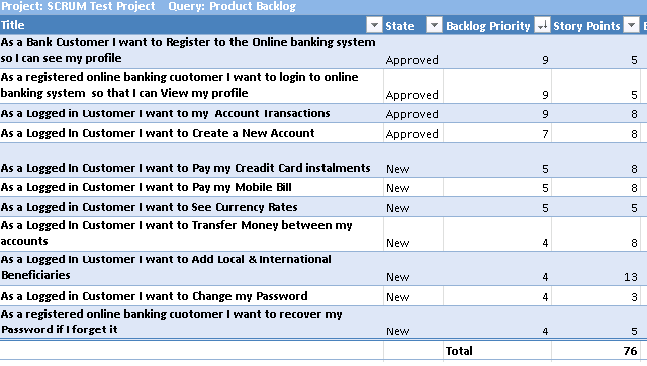 Project: SCRUM Test Project Query: Product Backlog
Title State Backlog Priority Story Points
As a Bank Customer I want to Register to the Online banking system
so I can see my profile Approved 9 5
As a registered online banking cuotomer I want to login to online
banking system so that I can View my profile Approved 9 5
As a Logged in Customer I want to my Account Transactions Approved 9 8
As a Logged in Customer I want to Create a New Account Approved 7 8
As a Logged In Customer I want to Pay my Creadit Card instalments New 5 8
As a Logged In Customer I want to Pay my Mobile Bill New 5 8
As a Logged in Customer I want to See Currency Rates New 5 5
As a Logged In Customer I want to Transfer Money between my
accounts New 4 8
As a Logged In Customer I want to Add Local & International
Beneficiaries New 4 13
As a Logged in Customer I want to Change my Password New 4 3
As a registered online banking cuotomer I want to recover my
Password if I forget it New 4 5
Total 76